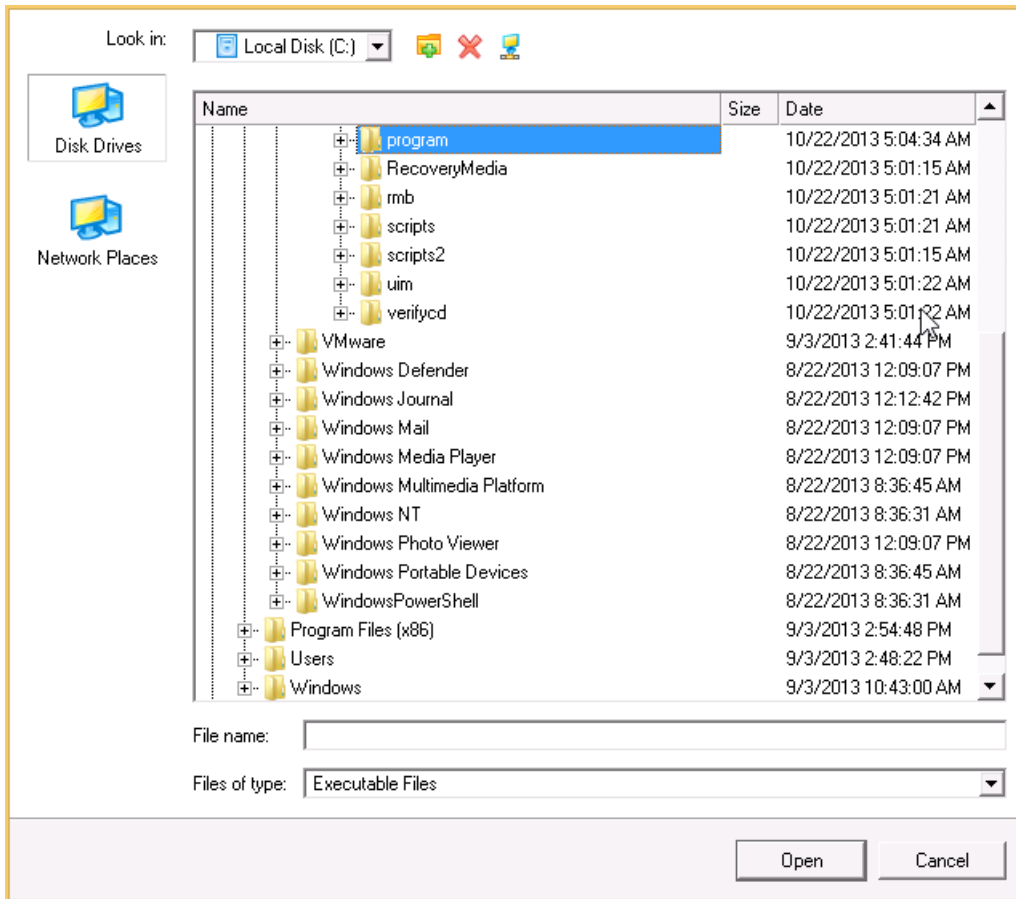 Look in: Local Disk (C:)
Disk Drives
Network Places
Name Size Date
program 10/22/2013 5:04:34 AM
RecoveryMedia 10/22/2013 5:01:15 AM
rmb 10/22/2013 5:01:21 AM
scripts 10/22/2013 5:01:21 AM
scripts2 10/22/2013 5:01:15 AM
uim 10/22/2013 5:01:22 AM
verifycd 10/22/2013 5:01:22 AM
VMware 9/3/2013 2:41:44 PM
Windows Defender 8/22/2013 12:09:07 PM
Windows Journal 8/22/2013 12:12:42 PM
Windows Mail 8/22/2013 12:09:07 PM
Windows Media Player 8/22/2013 12:09:07 PM
Windows Multimedia Platform 8/22/2013 8:36:45 AM
Windows NT 8/22/2013 8:36:31 AM
Windows Photo Viewer 8/22/2013 12:09:07 PM
Windows Portable Devices 8/22/2013 8:36:45 AM
WindowsPowerShell 8/22/2013 8:36:31 AM
Program Files (x86) 9/3/2013 2:54:48 PM
Users 9/3/2013 2:48:22 PM
Windows 9/3/2013 10:43:00 AM
File name:
Files of type: Executable Files
Open Cancel